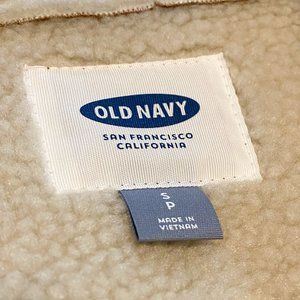 OLD NAVY
SAN FRANCISCO
CALIFORNIA
S
P
MADE IN
VIETNAM